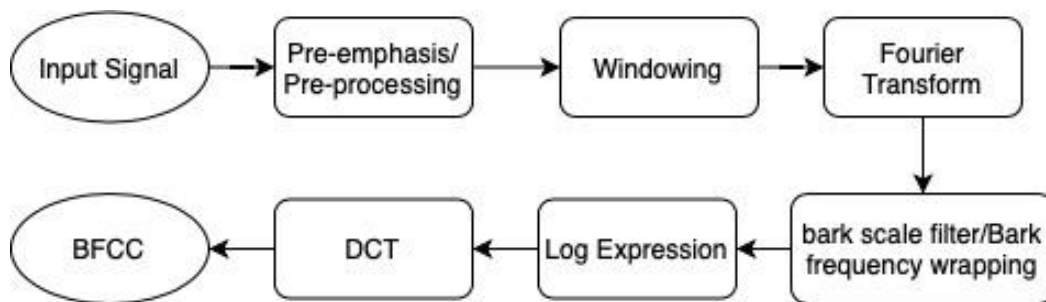 Input Signal
Pre-emphasis/
Pre-processing
Windowing
Fourier
Transform
bark scale filter/Bark
frequency wrapping
Log Expression
DCT
BFCC